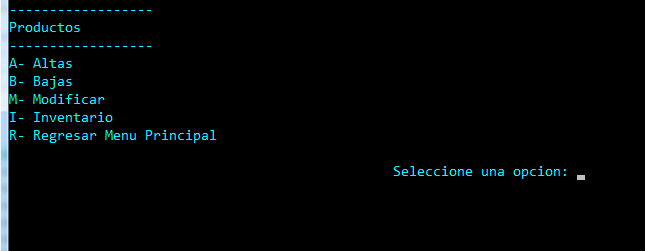 ------------------
Productos
------------------
A- Altas
B- Bajas
M- Modificar
I- Inventario
R- Regresar Menu Principal
Seleccione una opcion: